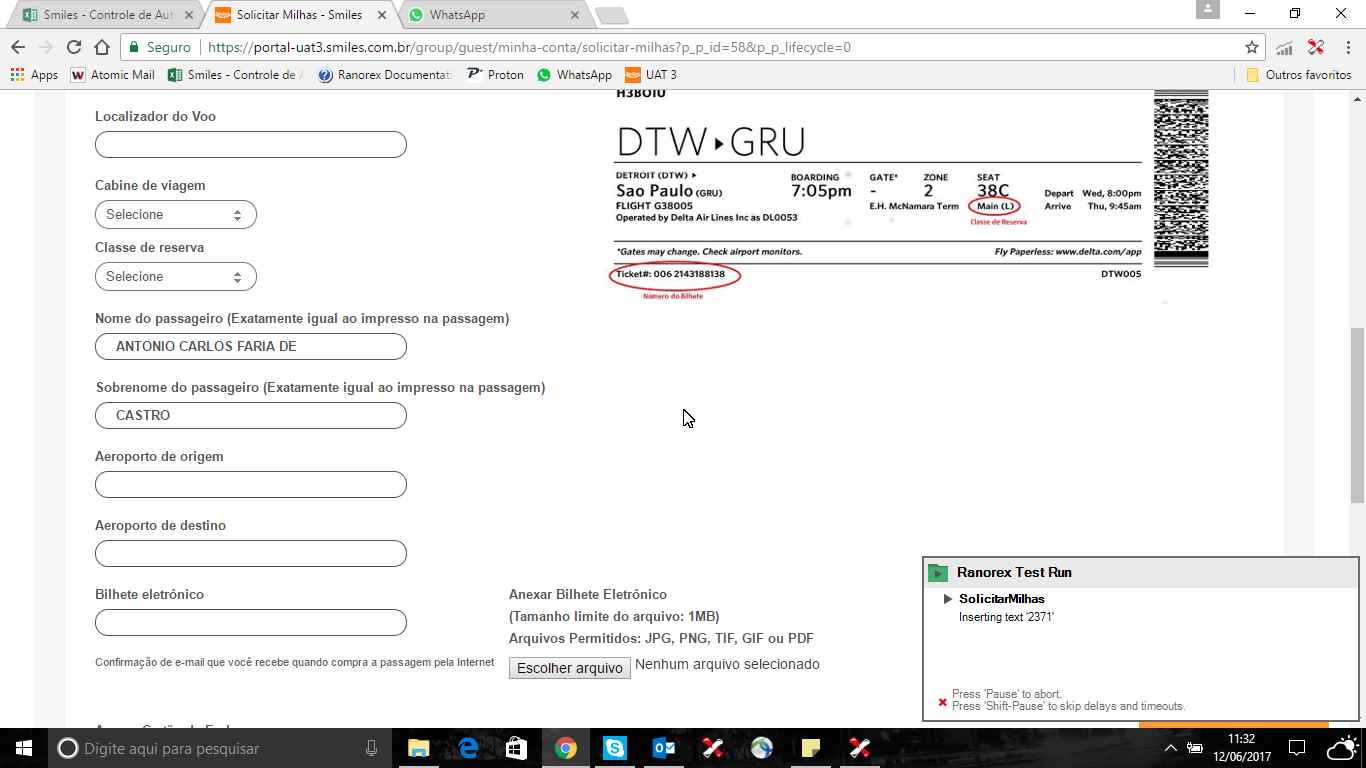 Smiles - Controle de Aut
Solicitar Milhas - Smiles
WhatsApp
Seguro
https://portal-uat3.smiles.com.br/group/guest/minha-conta/solicitar-milhas?p_p_id=58&p_p_lifecycle=0
Apps
Atomic Mail
Smiles - Controle de A
Ranorex Documentati
Proton
WhatsApp
UAT 3
Outros favoritos
H3BOIU
Localizador do Voo
DTW▸GRU
Cabine de viagem
Selecione
Classe de reserva
Selecione
DETROIT (DTW) ▸
BOARDING
GATE*
ZONE
SEAT
Sao Paulo (GRU)
7:05pm
-
2
38C
Depart Wed, 8:00pm
FLIGHT G38005
E.H. McNamara Term
Main (L)
Arrive Thu, 9:45am
Operated by Delta Air Lines Inc as DL0053
Classe de Reserva
*Gates may change. Check airport monitors.
Fly Paperless: www.delta.com/app
Ticket#: 006 2143188138
DTW005
Número do Bilhete
Nome do passageiro (Exatamente igual ao impresso na passagem)
ANTONIO CARLOS FARIA DE
Sobrenome do passageiro (Exatamente igual ao impresso na passagem)
CASTRO
Aeroporto de origem
Aeroporto de destino
Bilhete eletrônico
Confirmação de e-mail que você recebe quando compra a passagem pela Internet
Anexar Bilhete Eletrônico
(Tamanho limite do arquivo: 1MB)
Arquivos Permitidos: JPG, PNG, TIF, GIF ou PDF
Escolher arquivo
Nenhum arquivo selecionado
Ranorex Test Run
SolicitarMilhas
Inserting text '2371'
Press 'Pause' to abort.
Press 'Shift-Pause' to skip delays and timeouts.
Digite aqui para pesquisar
11:32
12/06/2017